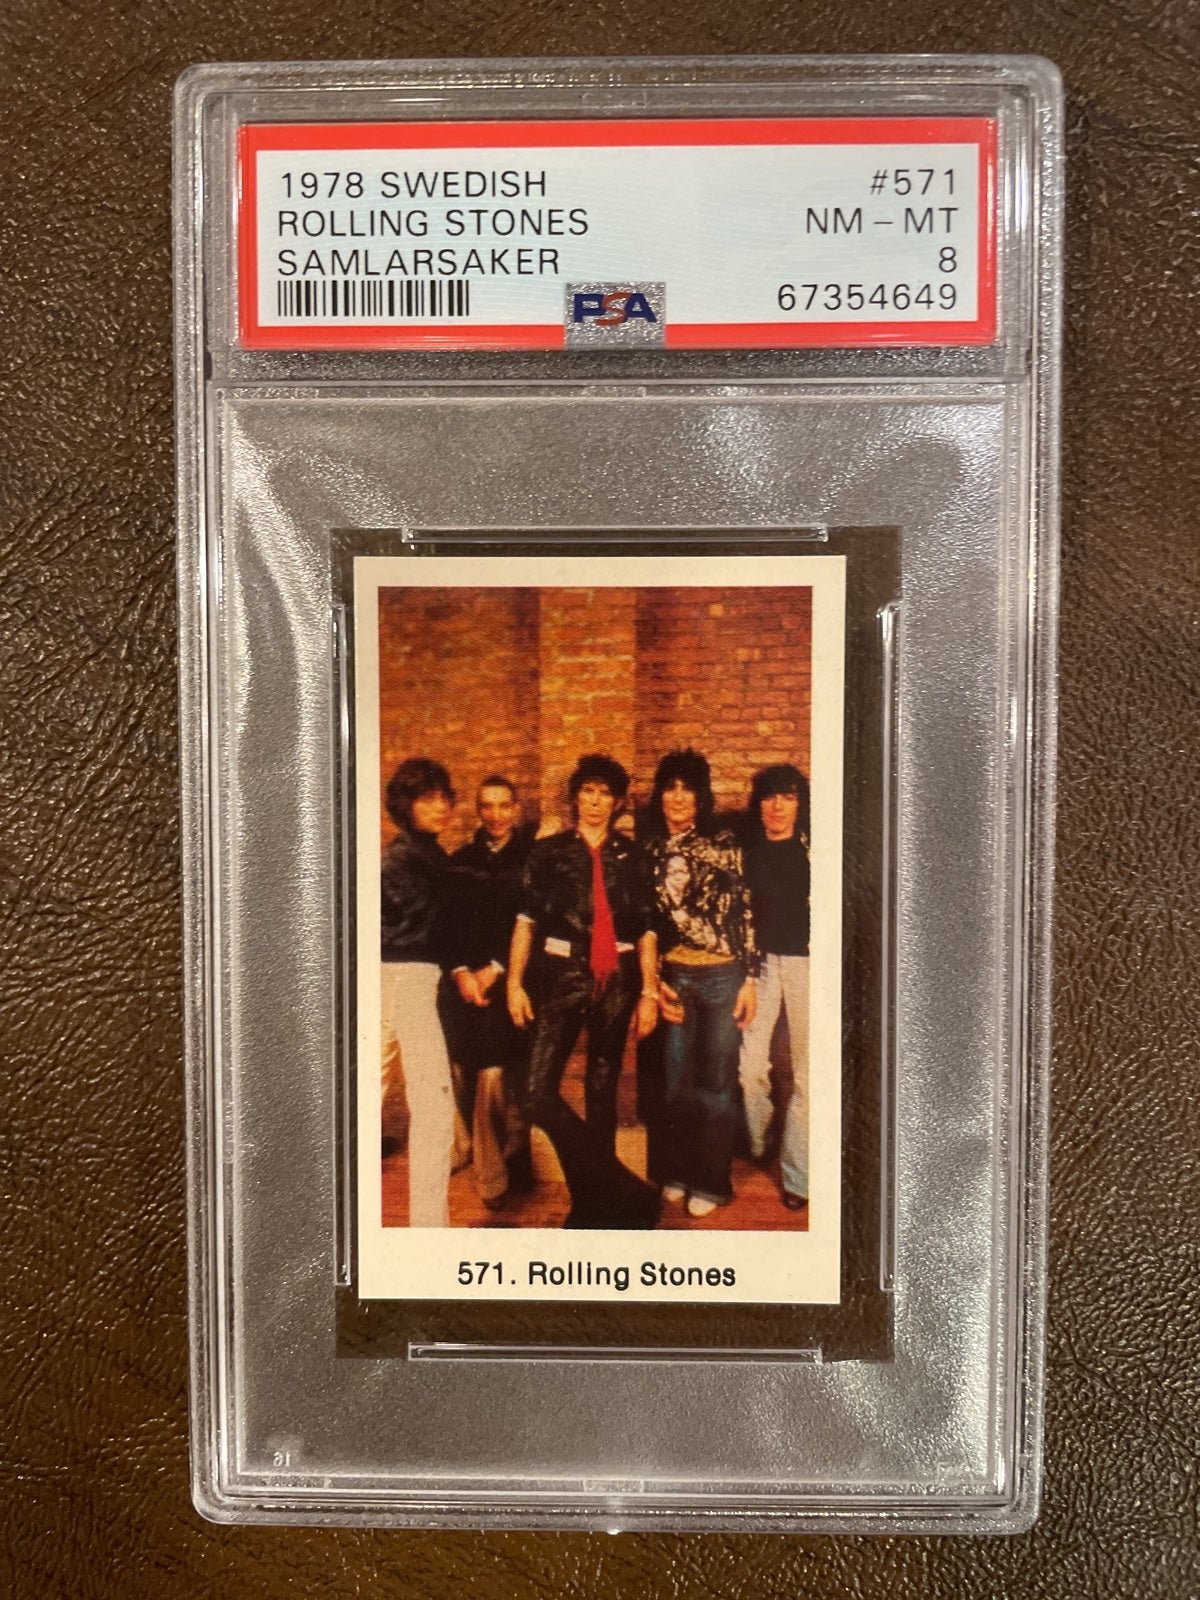 1978 SWEDISH #571
ROLLING STONES NM - MT
SAMLARSAKER 8
PSA 67354649
571. Rolling Stones